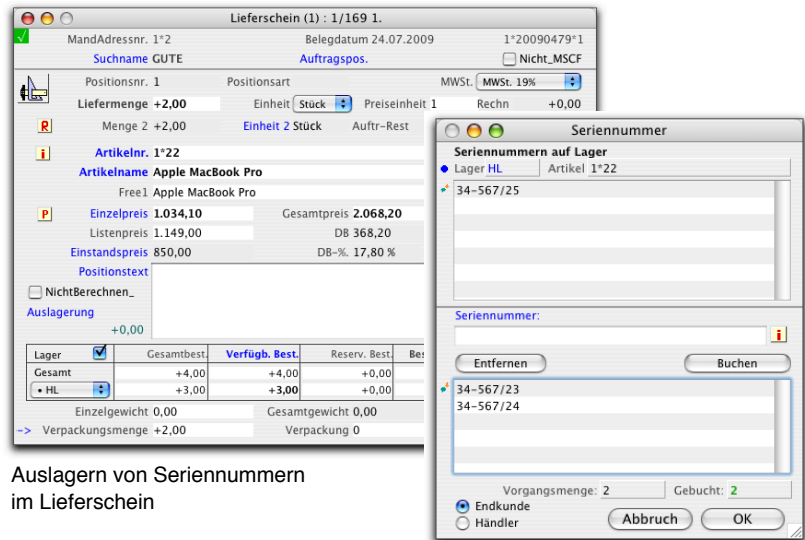 Lieferschein (1) : 1/169 1.
MandAdressnr. 1*2 Belegdatum 24.07.2009 1*20090479*1
Suchname GUTE Auftragspos. Nicht_MSCF
Positionsnr. 1 Positionsart MWSt. MWSt. 19%
Liefermenge +2,00 Einheit Stück Preiseinheit 1 Rechn +0,00
R Menge 2 +2,00 Einheit 2 Stück Auftr-Rest
i Artikelnr. 1*22
Artikelname Apple MacBook Pro
Free1 Apple MacBook Pro
P Einzelpreis 1.034,10 Gesamtpreis 2.068,20
Listenpreis 1.149,00 DB 368,20
Einstandspreis 850,00 DB-%. 17,80 %
Positionstext
NichtBerechnen_
Auslagerung
+0,00
Lager Gesamtbest. Verfügb. Best. Reserv. Best. Bes
Gesamt +4,00 +4,00 +0,00
• HL +3,00 +3,00 +0,00
Einzelgewicht 0,00 Gesamtgewicht 0,00
-> Verpackungsmenge +2,00 Verpackung 0
Auslagern von Seriennummern
im Lieferschein
Seriennummer
Seriennummern auf Lager
Lager HL Artikel 1*22
34-567/25
Seriennummer:
i
Entfernen Buchen
34-567/23
34-567/24
Vorgangsmenge: 2 Gebucht: 2
Endkunde
Händler
Abbruch OK